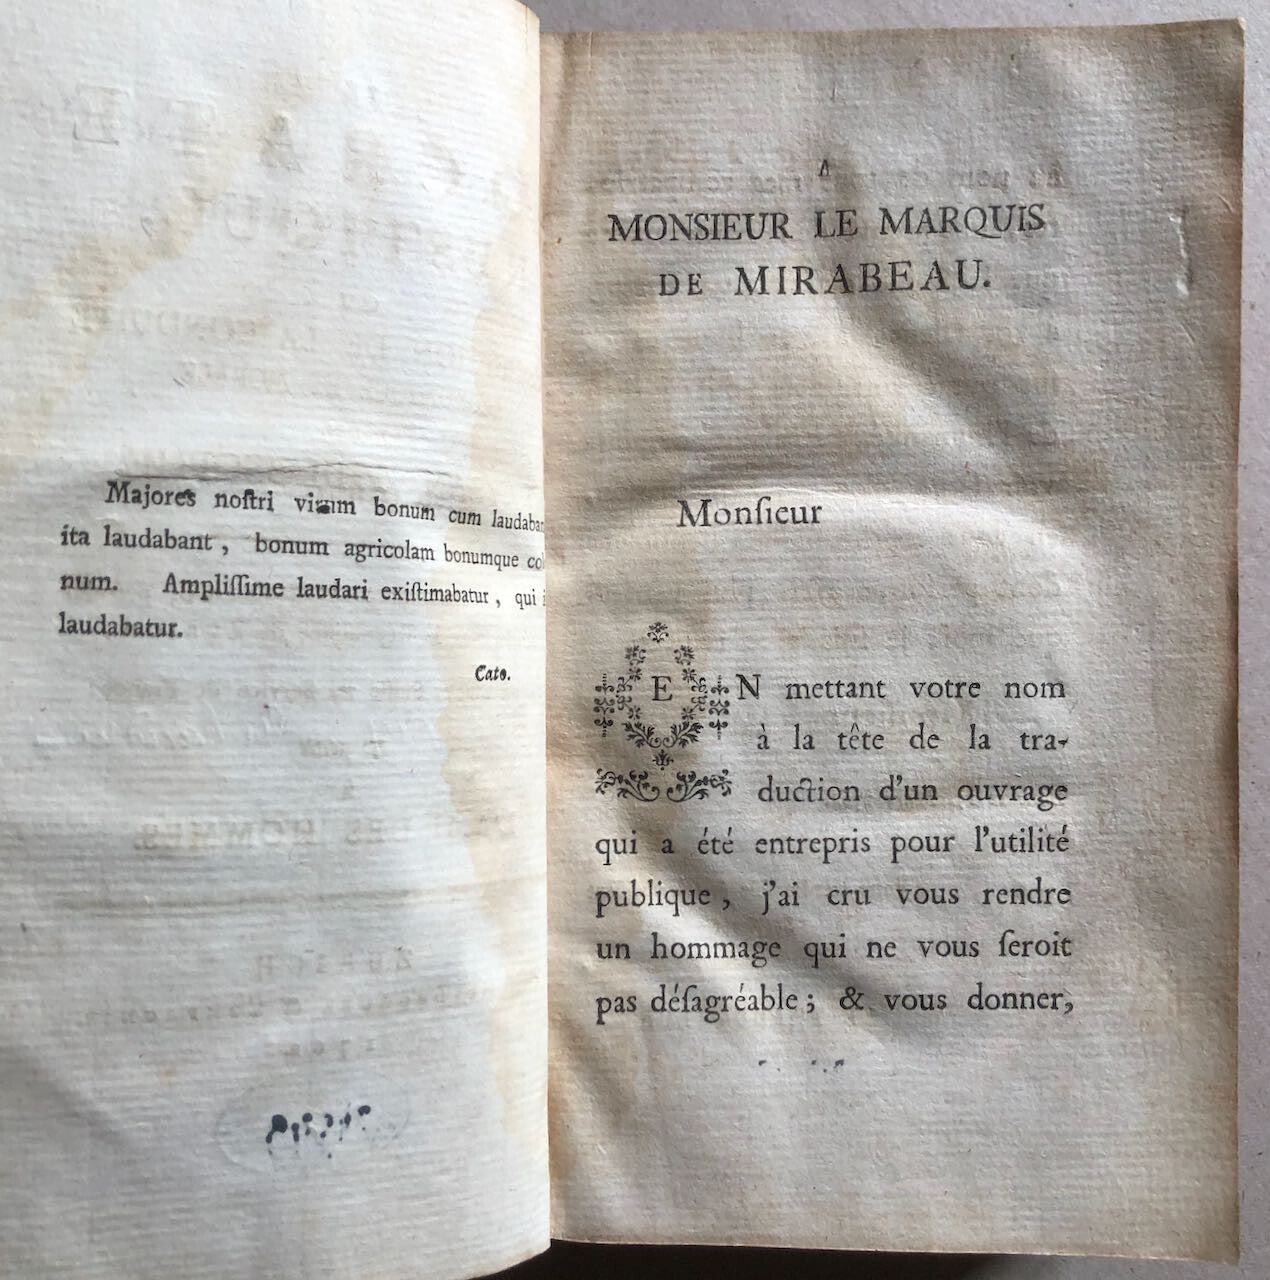 Majores noſtri virum bonum cum laudaban
ita laudabant, bonum agricolam bonumque col
num. Ampliſſime laudari exiſtimabatur, qui i
laudabatur.
Cato.
A
MONSIEUR LE MARQUIS
DE MIRABEAU.
Monſieur
EN mettant votre nom
à la tête de la tra-
duction d'un ouvrage
qui a été entrepris pour l'utilité
publique, j'ai cru vous rendre
un hommage qui ne vous ſeroit
pas déſagréable; & vous donner,